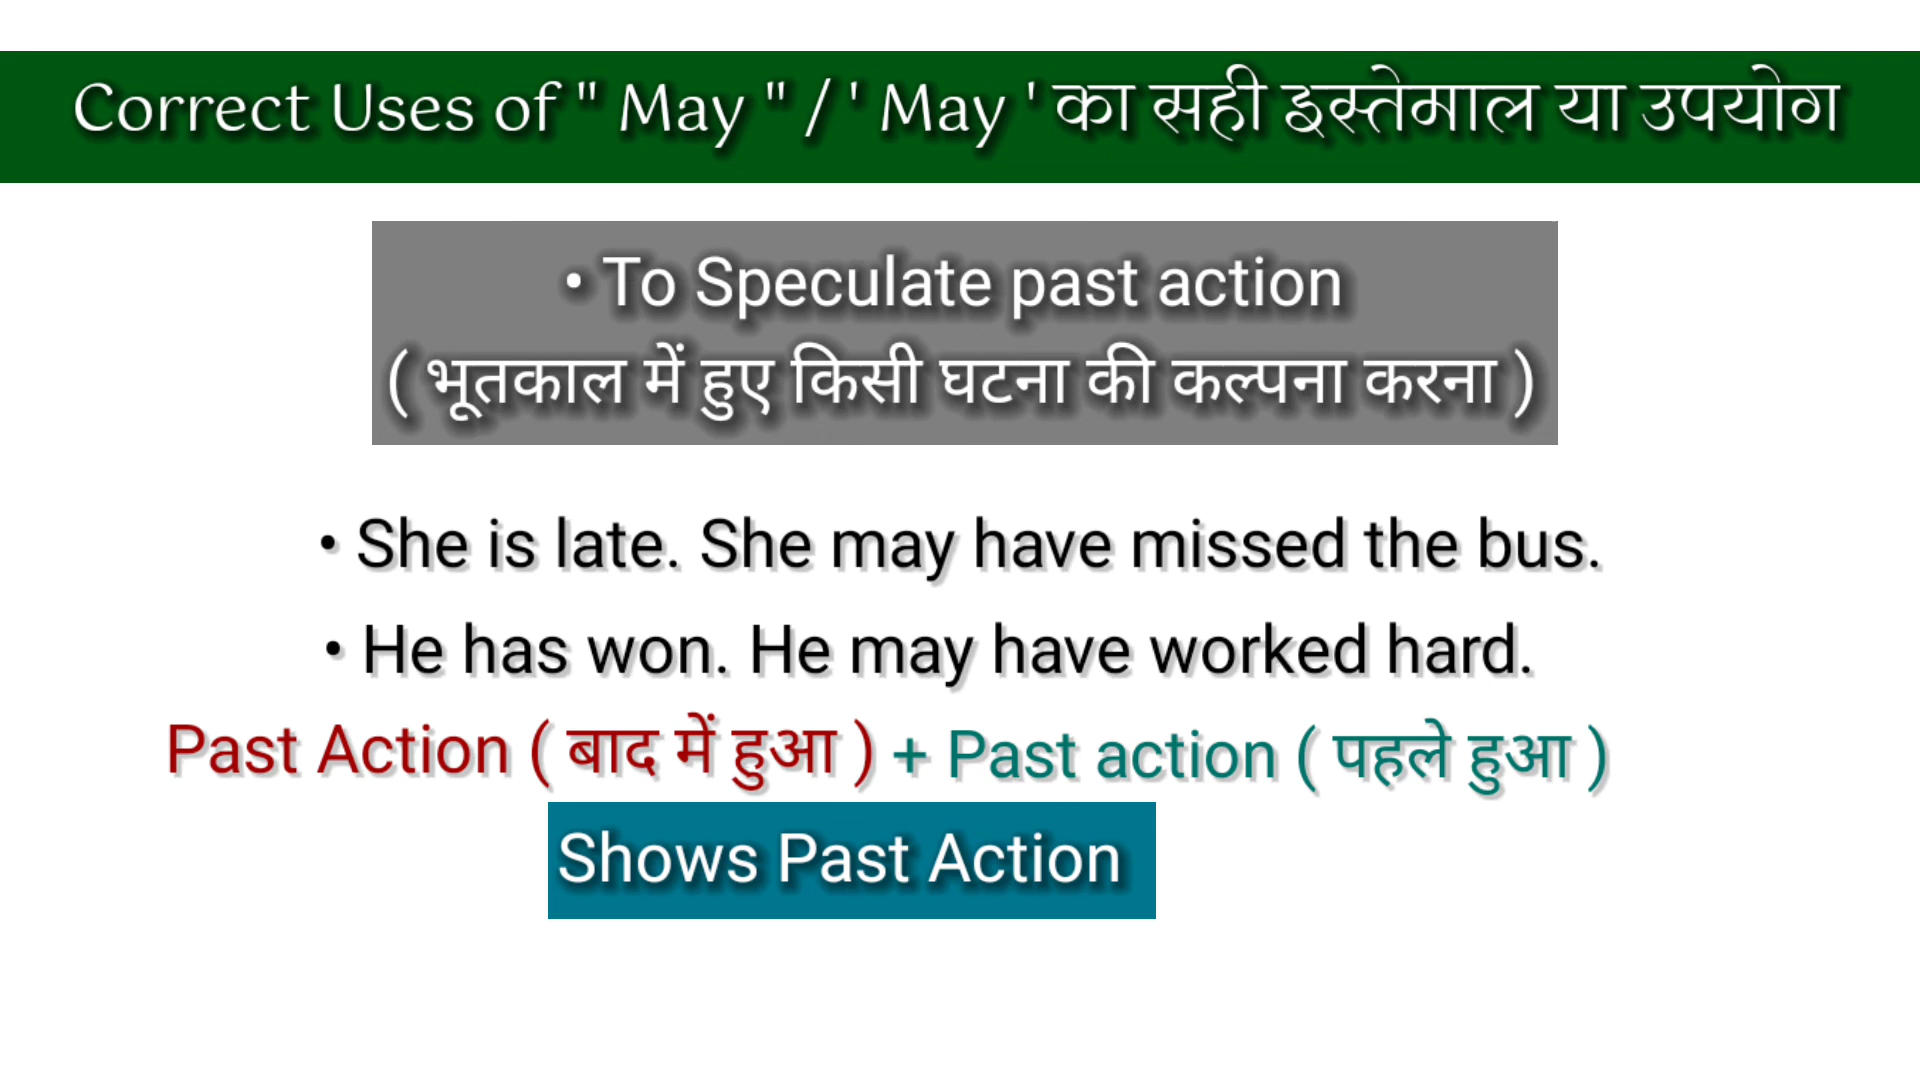 Correct Uses of " May " / ' May ' का सही इस्तेमाल या उपयोग
• To Speculate past action
( भूतकाल में हुए किसी घटना की कल्पना करना )
• She is late. She may have missed the bus.
• He has won. He may have worked hard.
Past Action ( बाद में हुआ ) + Past action ( पहले हुआ )
Shows Past Action